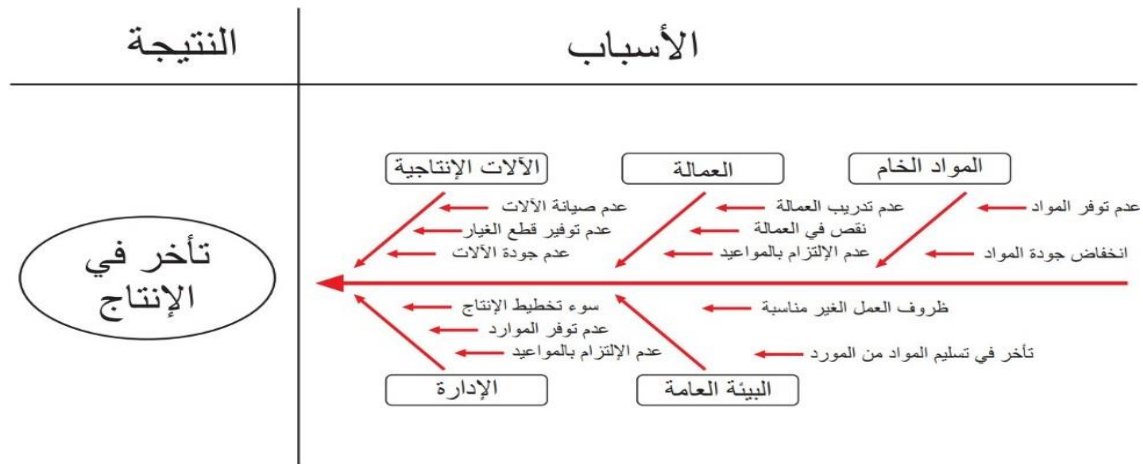 الأسباب
النتيجة
المواد الخام
العمالة
الآلات الإنتاجية
عدم توفر المواد
عدم تدريب العمالة
عدم صيانة الآلات
نقص في العمالة
عدم توفير قطع الغيار
انخفاض جودة المواد
عدم الإلتزام بالمواعيد
عدم جودة الآلات
تأخر في
الإنتاج
ظروف العمل الغير مناسبة
سوء تخطيط الإنتاج
عدم توفر الموارد
تأخر في تسليم المواد من المورد
عدم الإلتزام بالمواعيد
البيئة العامة
الإدارة